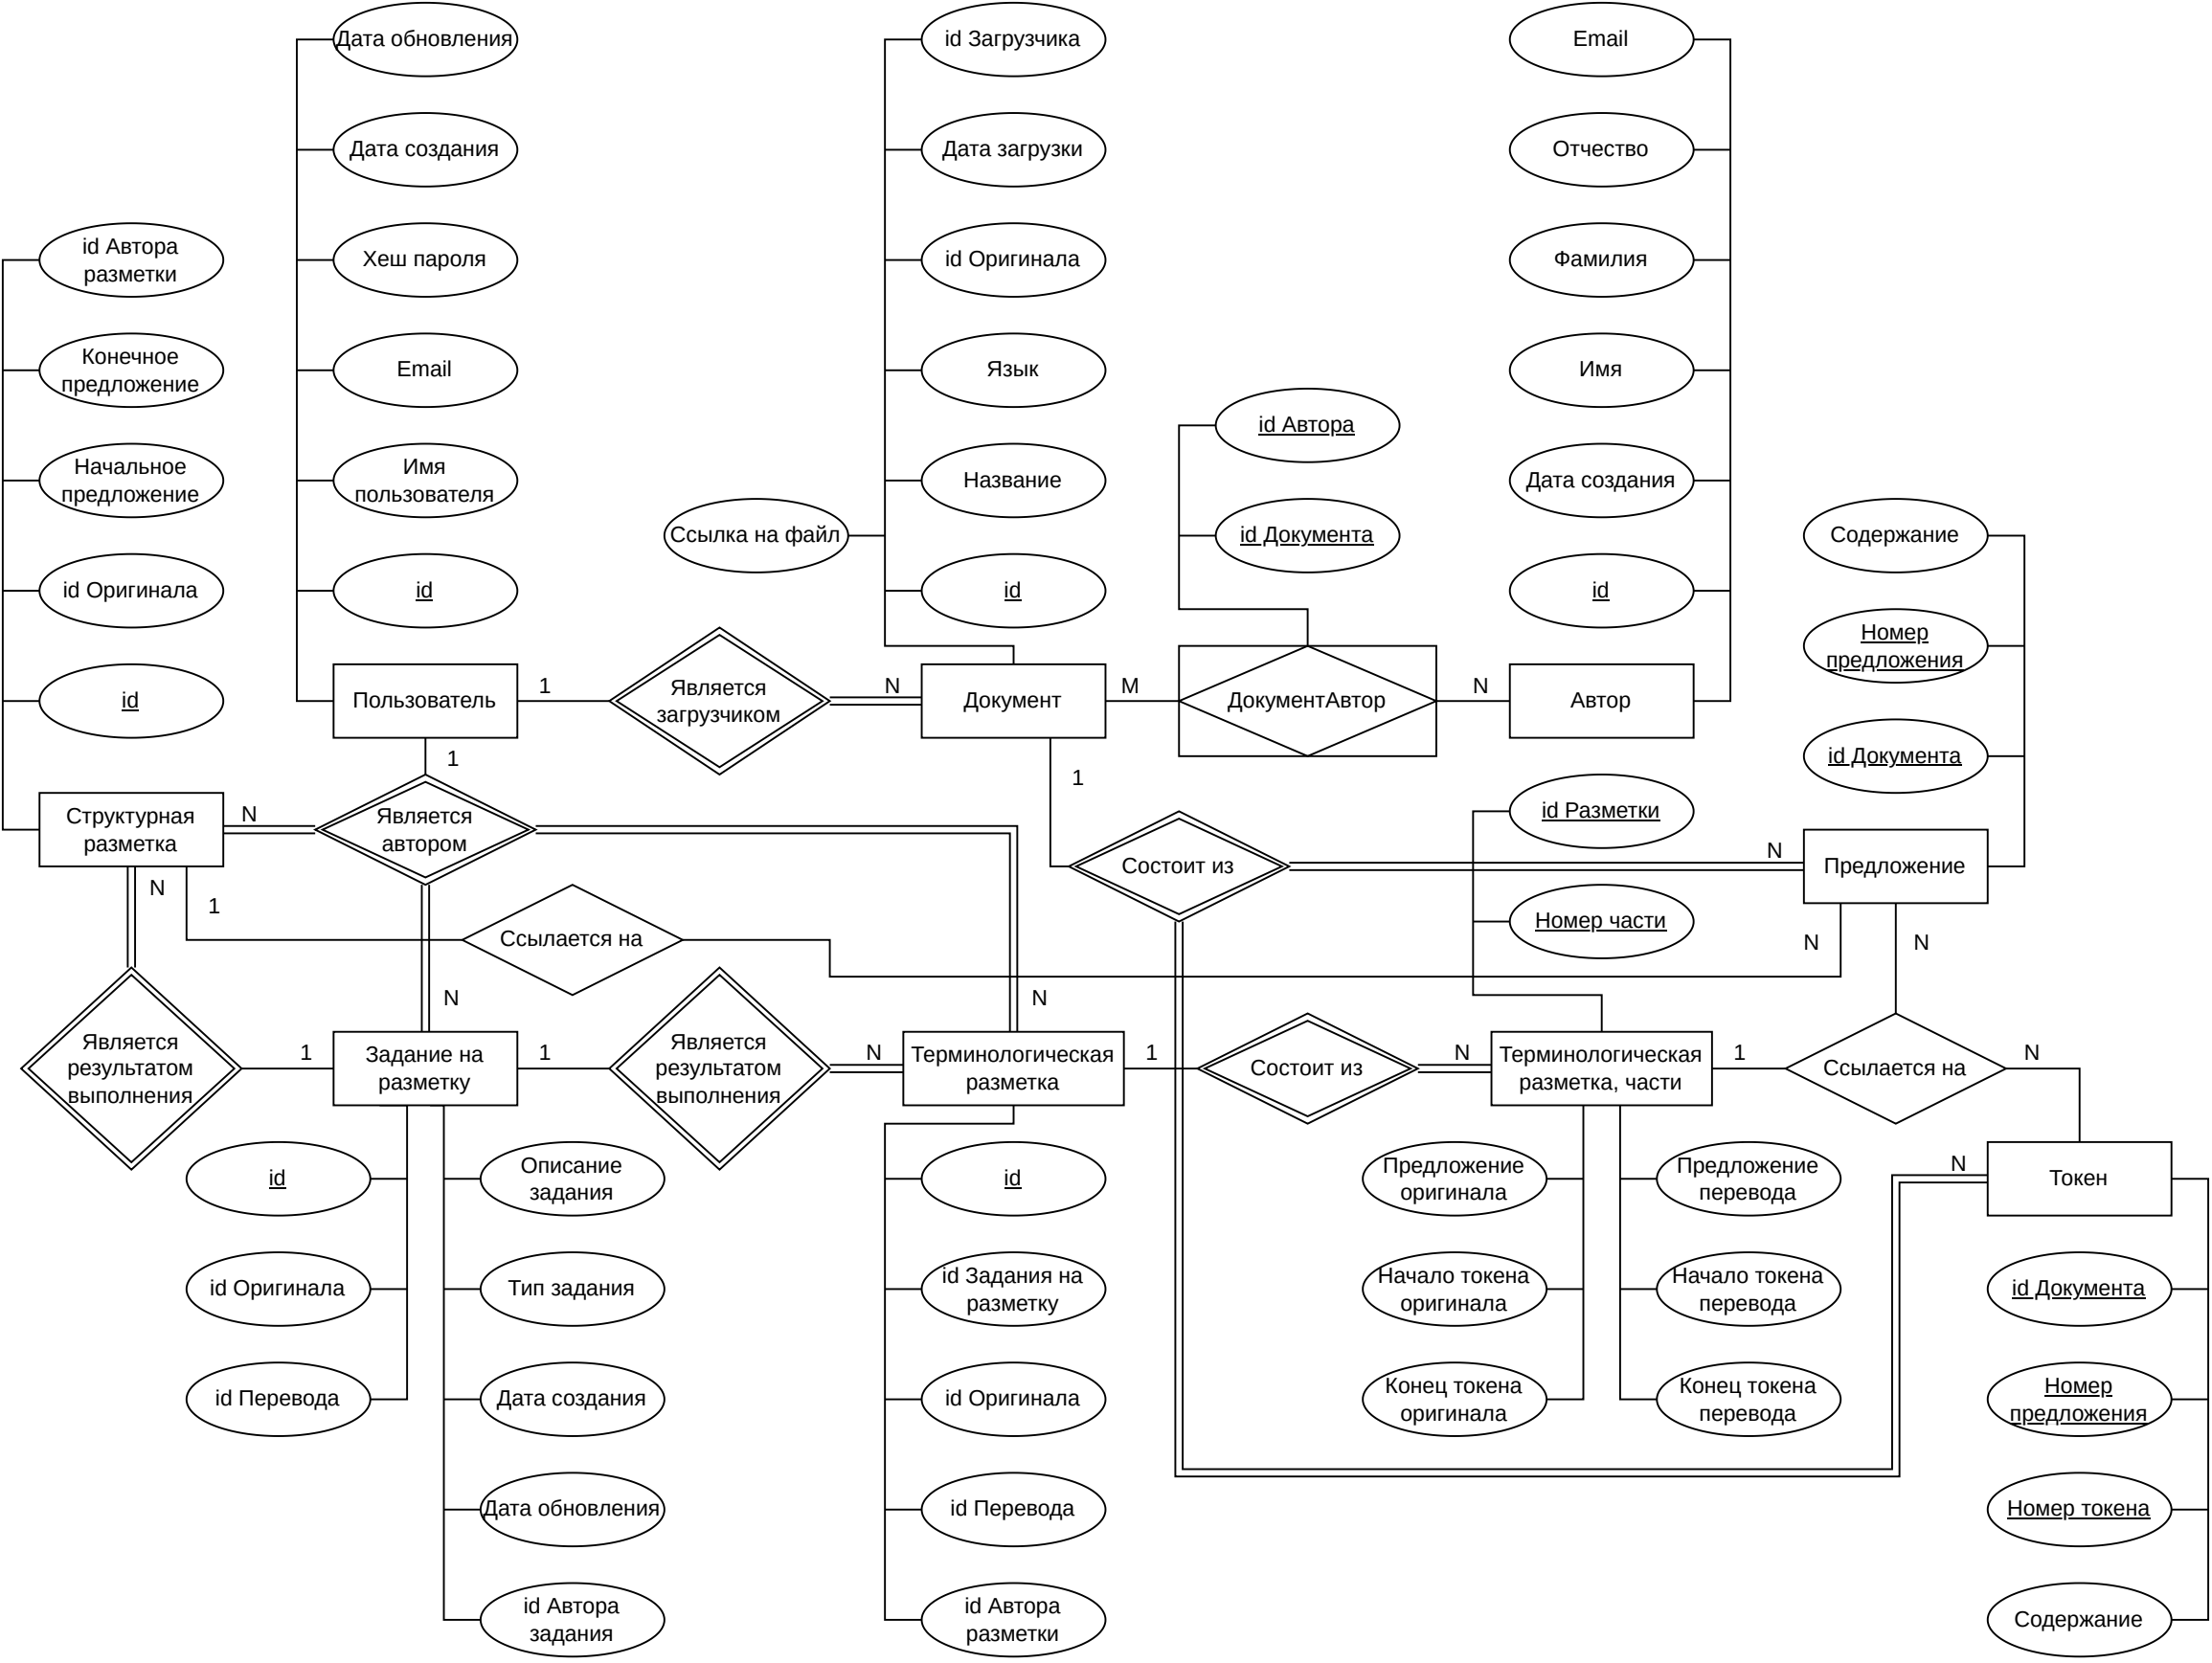 Дата обновления
id Загрузчика
Email
Дата создания
Дата загрузки
Отчество
id Автора
разметки
Хеш пароля
id Оригинала
Фамилия
Конечное
предложение
Email
Язык
Имя
id Автора
Начальное
предложение
Имя
пользователя
Название
Дата создания
Ссылка на файл
id Документа
Содержание
id Оригинала
id
id
id
Номер
предложения
id
Пользователь
1
Является
загрузчиком
N
Документ
M
ДокументАвтор
N
Автор
id Документа
1
1
Структурная
разметка
N
Является
автором
id Разметки
Состоит из
N
Предложение
N
1
Ссылается на
Номер части
N
N
N
N
Является
результатом
выполнения
1
Задание на
разметку
1
Является
результатом
выполнения
N
Терминологическая
разметка
1
Состоит из
N
Терминологическая
разметка, части
1
Ссылается на
N
id
Описание
задания
id
Предложение
оригинала
Предложение
перевода
N
Токен
id Оригинала
Тип задания
id Задания на
разметку
Начало токена
оригинала
Начало токена
перевода
id Документа
id Перевода
Дата создания
id Оригинала
Конец токена
оригинала
Конец токена
перевода
Номер
предложения
Дата обновления
id Перевода
Номер токена
id Автора
задания
id Автора
разметки
Содержание